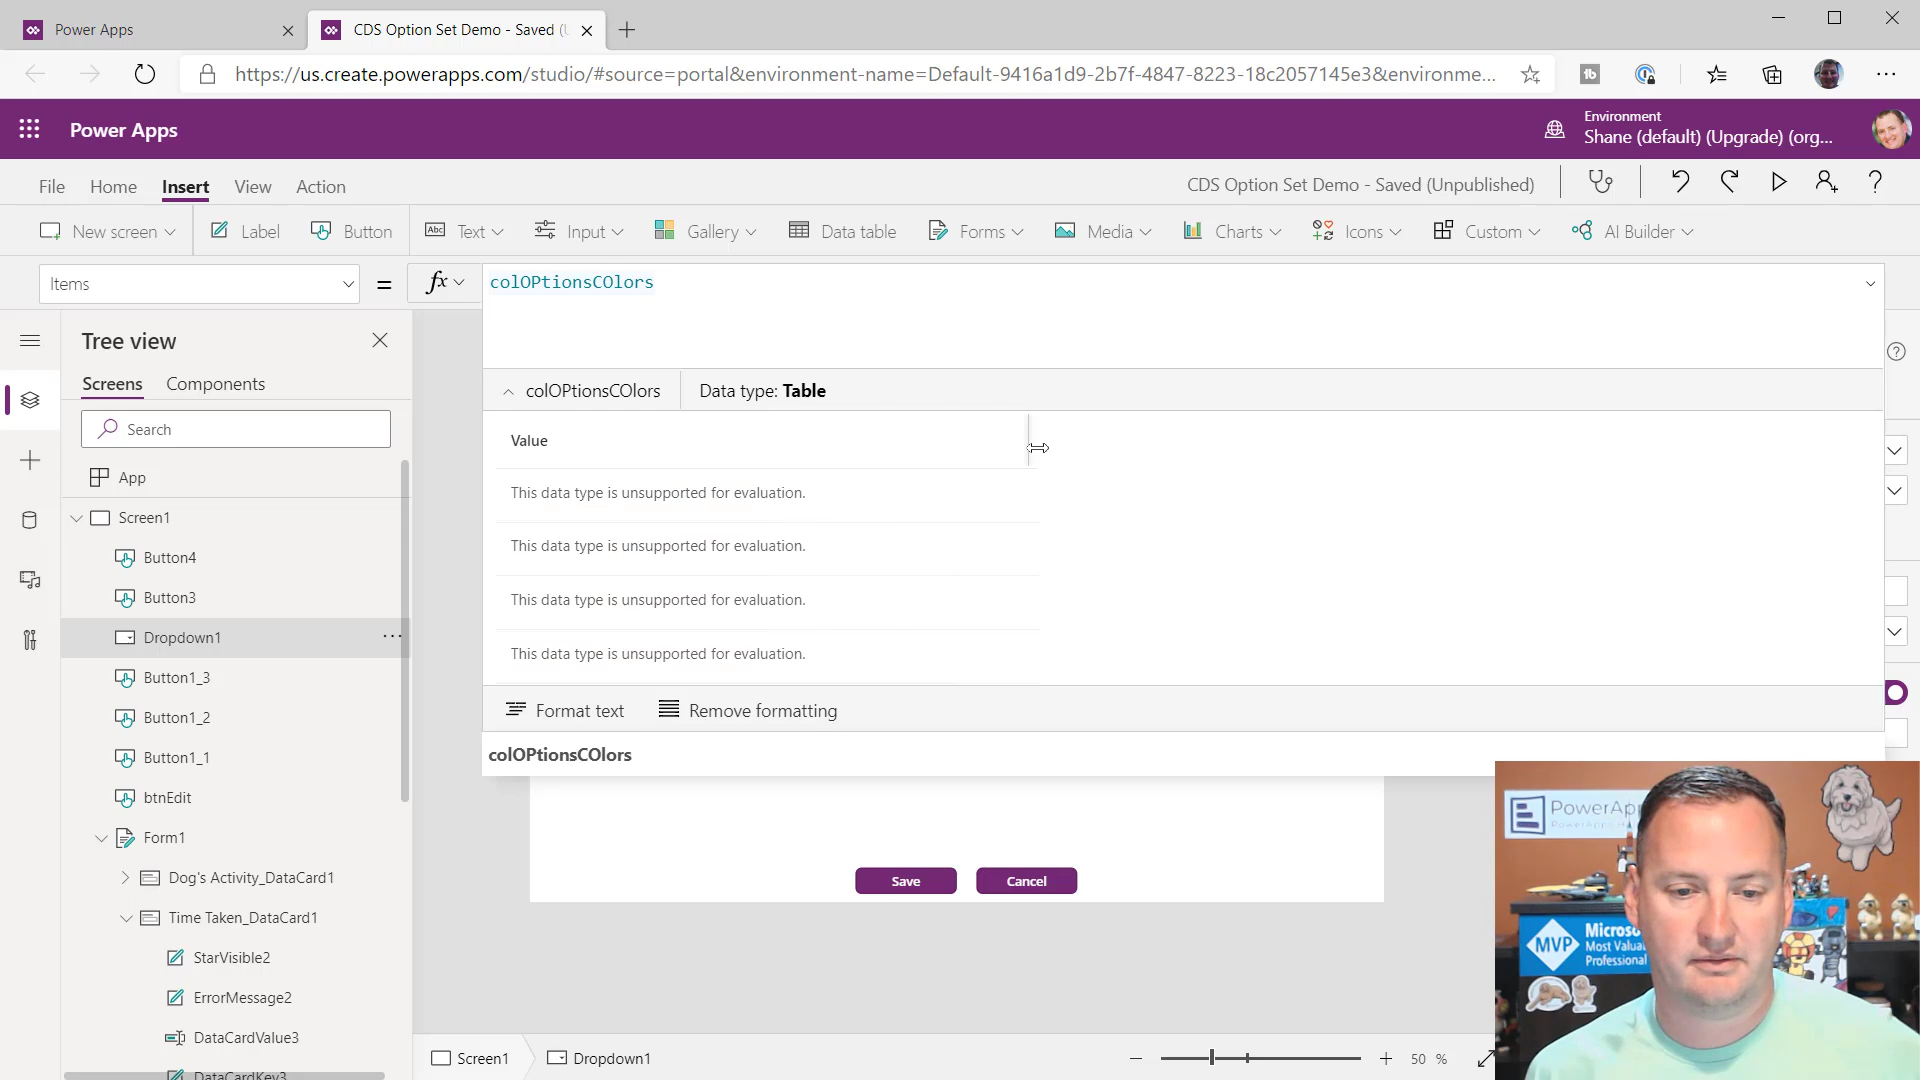 Power Apps
CDS Option Set Demo - Saved (U
https://us.create.powerapps.com/studio/#source=portal&environment-name=Default-9416a1d9-2b7f-4847-8223-18c2057145e3&environme...
Power Apps
Environment
Shane (default) (Upgrade) (org...
File Home Insert View Action
CDS Option Set Demo - Saved (Unpublished)
New screen Label Button Text Input Gallery Data table Forms Media Charts Icons Custom AI Builder
Items = fx colOPtionsCOlors
Tree view
Screens Components
Search
App
Screen1
Button4
Button3
Dropdown1
Button1_3
Button1_2
Button1_1
btnEdit
Form1
Dog's Activity_DataCard1
Time Taken_DataCard1
StarVisible2
ErrorMessage2
DataCardValue3
DataCardKey3
colOPtionsCOlors Data type: Table
Value
This data type is unsupported for evaluation.
This data type is unsupported for evaluation.
This data type is unsupported for evaluation.
This data type is unsupported for evaluation.
Format text Remove formatting
colOPtionsCOlors
Save Cancel
PowerApp
MVP
Microso
Most Valua
Professional
Screen1 Dropdown1
50 %